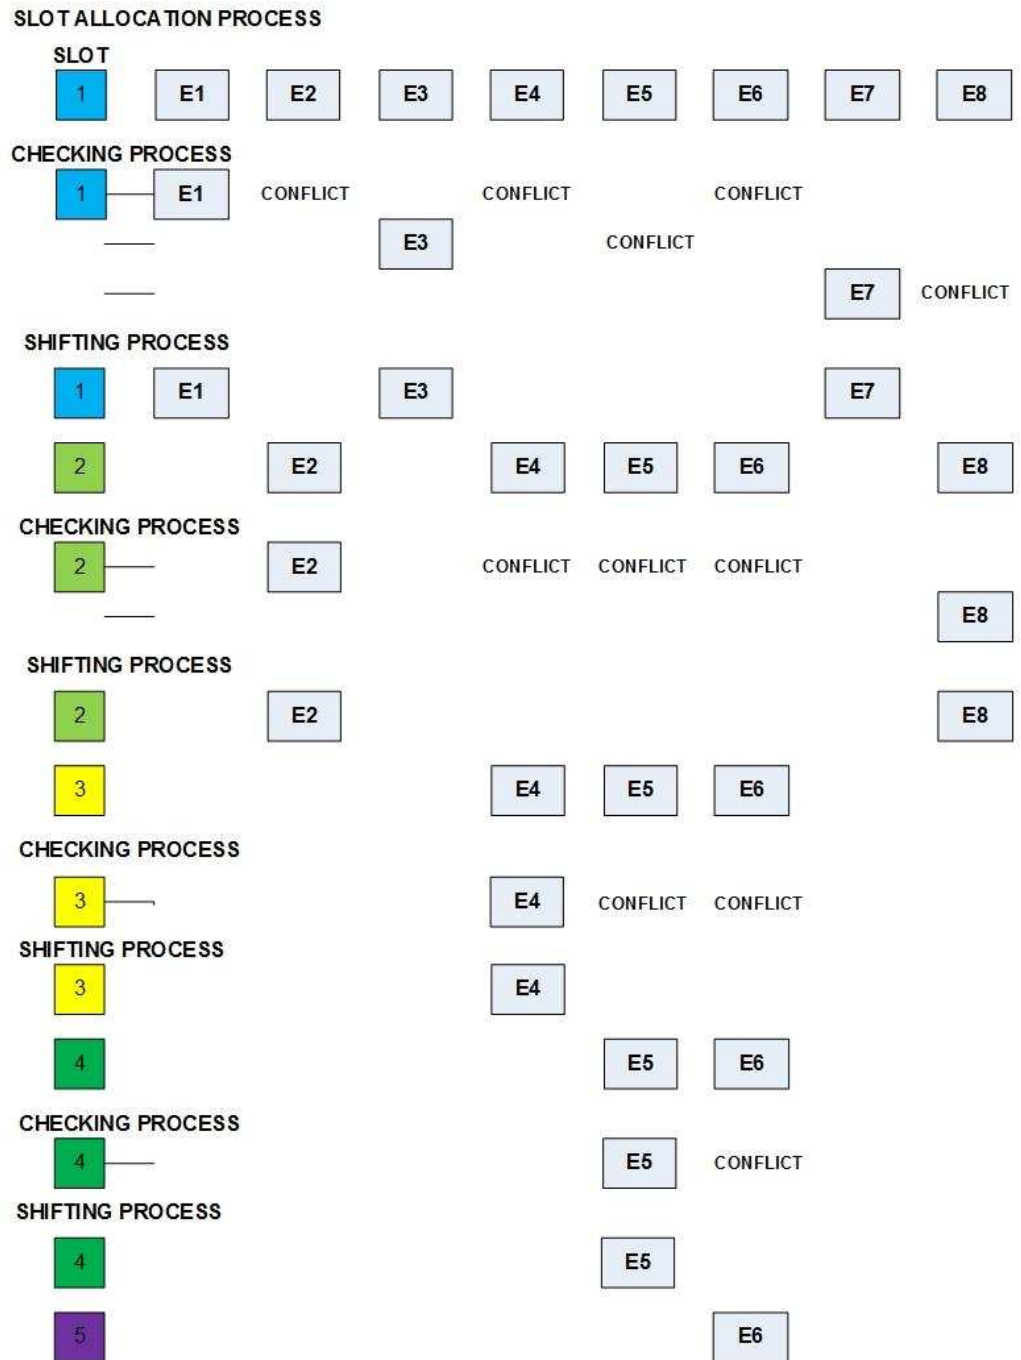 SLOT ALLOCATION PROCESS
SLOT
1 E1 E2 E3 E4 E5 E6 E7 E8
CHECKING PROCESS
1 E1 CONFLICT CONFLICT CONFLICT
E3 CONFLICT
E7 CONFLICT
SHIFTING PROCESS
1 E1 E3 E7
2 E2 E4 E5 E6 E8
CHECKING PROCESS
2 E2 CONFLICT CONFLICT CONFLICT
E8
SHIFTING PROCESS
2 E2 E8
3 E4 E5 E6
CHECKING PROCESS
3 E4 CONFLICT CONFLICT
SHIFTING PROCESS
3 E4
4 E5 E6
CHECKING PROCESS
4 E5 CONFLICT
SHIFTING PROCESS
4 E5
5 E6